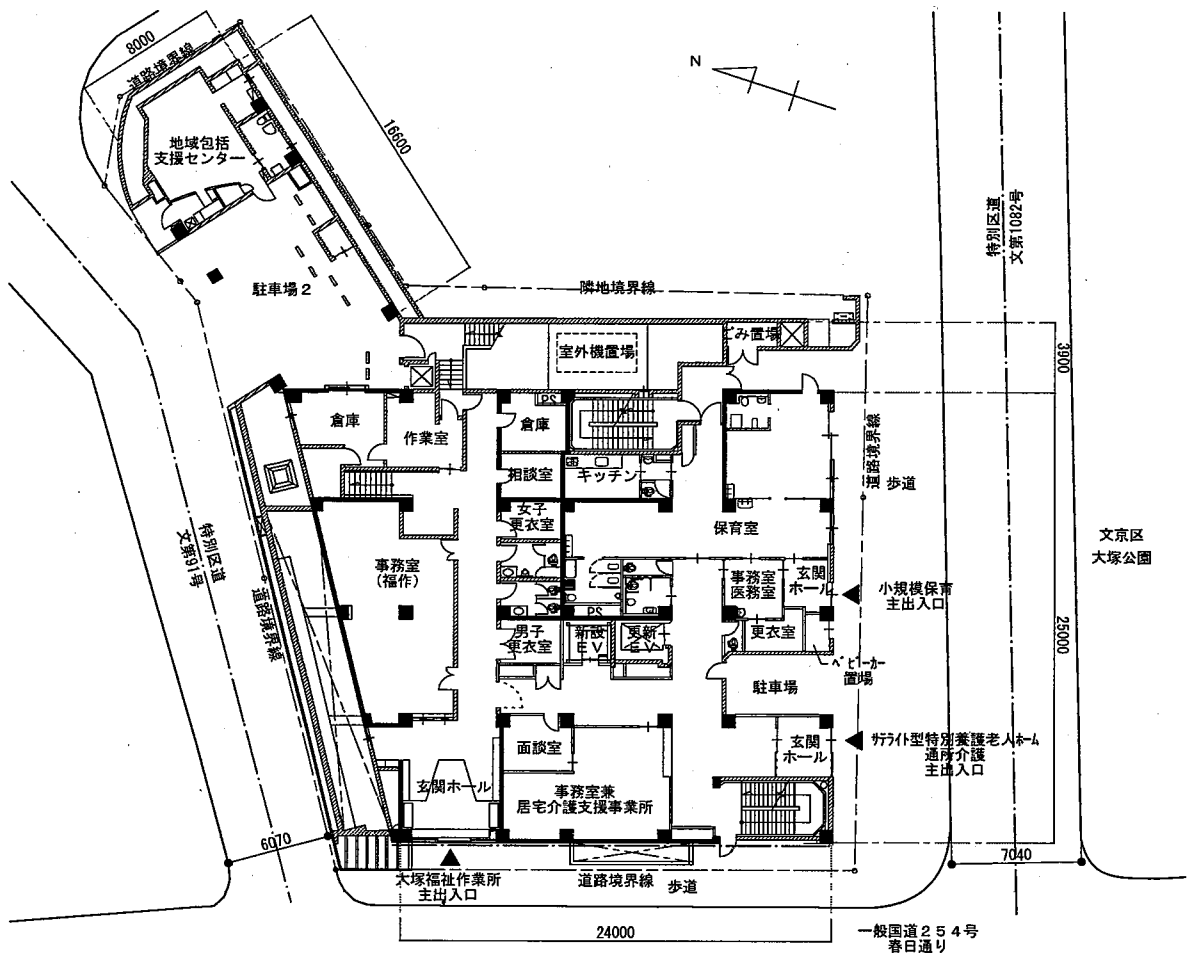 8000
道路境界線
N
16600
地域包括
支援センター
特別区道
文第1082号
駐車場2
隣地境界線
ごみ置場
室外機置場
3900
倉庫
作業室
倉庫
PS
相談室
キッチン
道路境界線
歩道
女子
更衣室
保育室
文京区
大塚公園
特別区道
文第91号
事務室
(福作)
事務室
医務室
玄関
ホール
小規模保育
主出入口
道路境界線
PS
男子
更衣室
新設
EV
更新
EV
更衣室
ベビーカー
置場
25000
駐車場
面談室
玄関
ホール
サテライト型特別養護老人ホーム
通所介護
主出入口
玄関ホール
事務室兼
居宅介護支援事業所
6070
7040
大塚福祉作業所
主出入口
道路境界線
歩道
24000
一般国道254号
春日通り